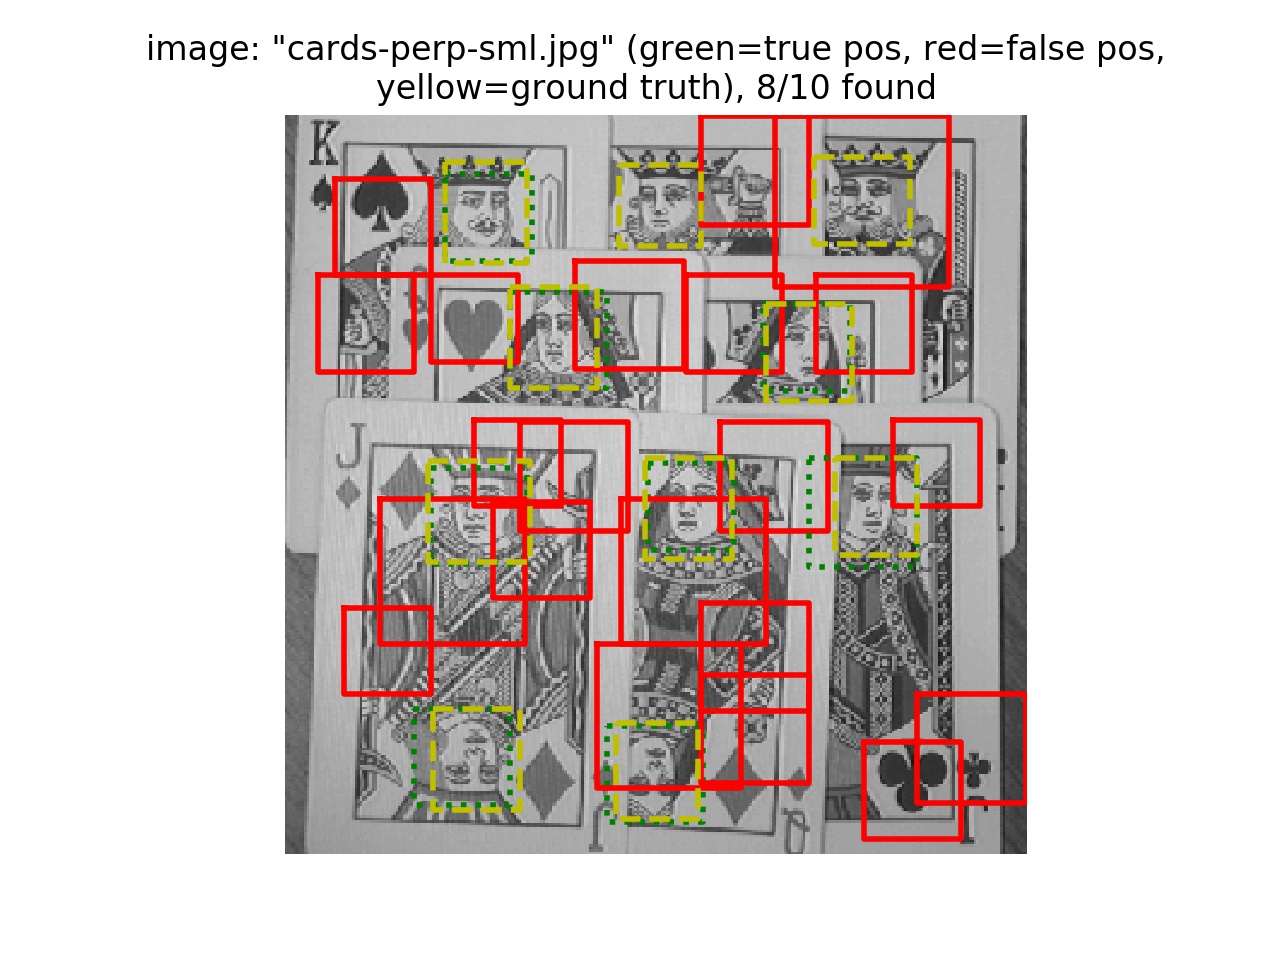 image: "cards-perp-sml.jpg" (green=true pos, red=false pos,
yellow=ground truth), 8/10 found
K
J